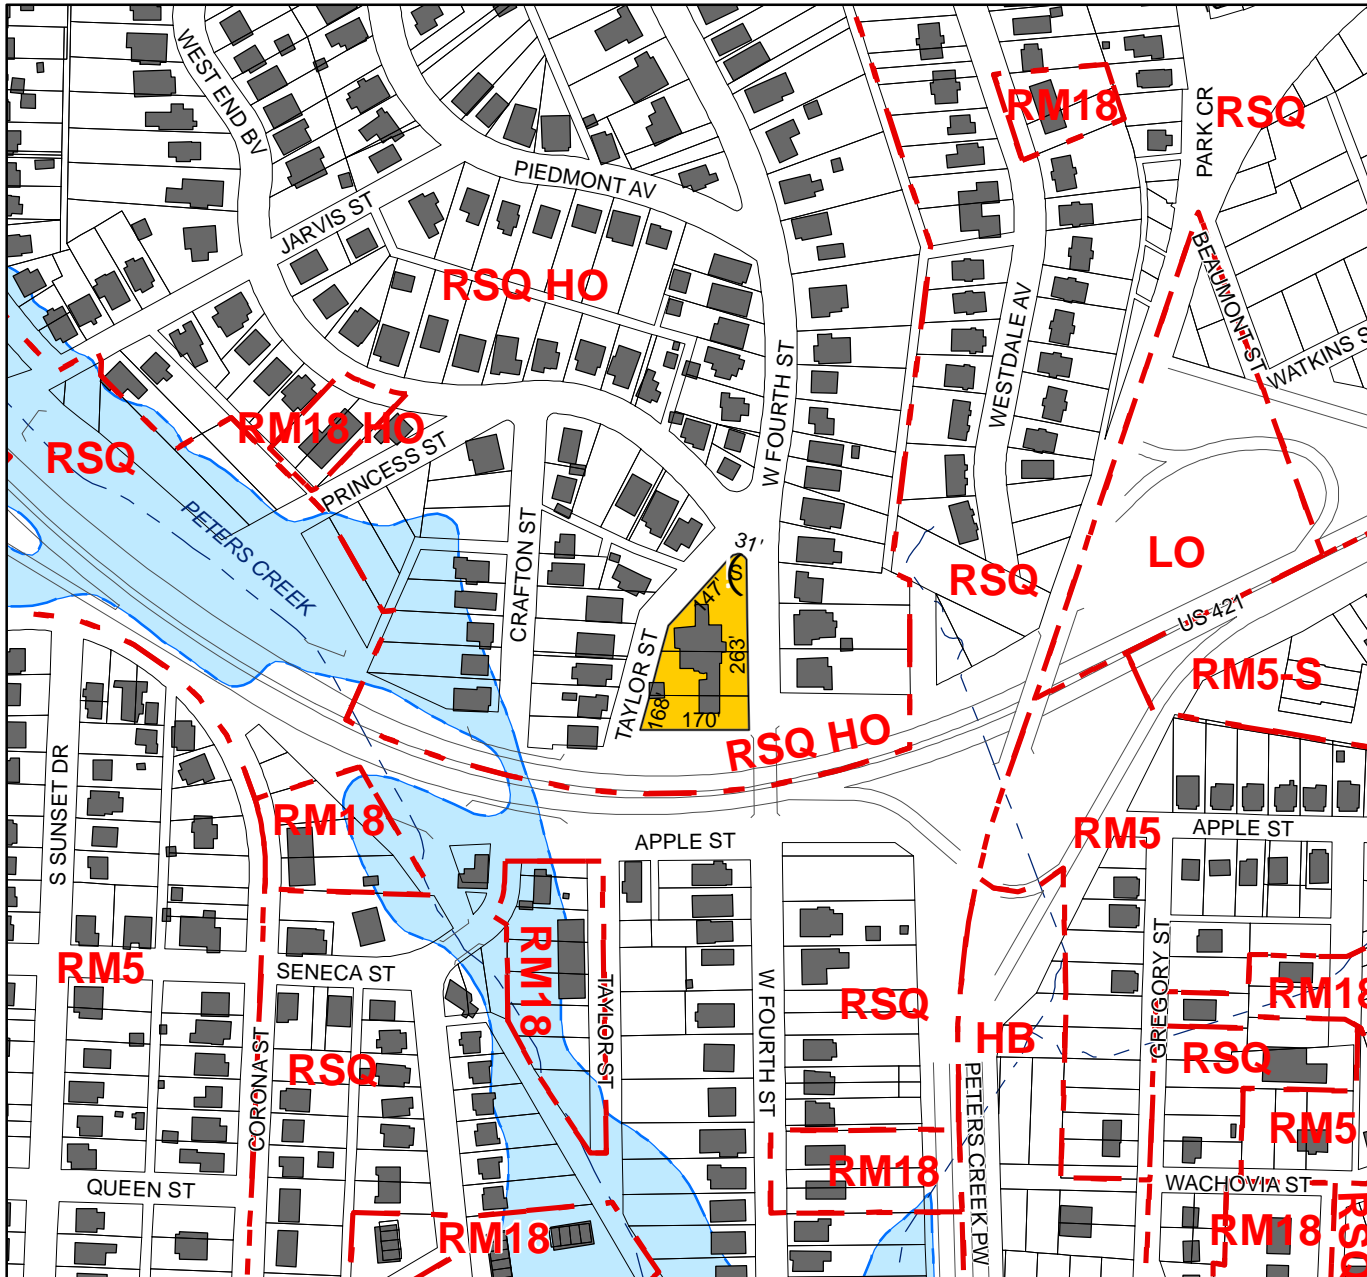 WEST END BV
PIEDMONT AV
JARVIS ST
RM18
PARK CR
RSQ
BEAUMONT ST
RSQ HO
W FOURTH ST
WESTDALE AV
WATKINS S
RM18 HO
RSQ
PRINCESS ST
PETERS CREEK
CRAFTON ST
31'
S
147'
LO
RSQ
US 421
TAYLOR ST
263'
168'
170'
RSQ HO
RM5-S
S SUNSET DR
RM18
APPLE ST
RM5
APPLE ST
RM5
SENECA ST
RM18
TAYLOR ST
W FOURTH ST
RSQ
HB
GREGORY ST
RM18
RSQ
CORONA ST
RSQ
PETERS CREEK PW
RM5
RM18
QUEEN ST
WACHOVIA ST
RM18
RM18
RSQ